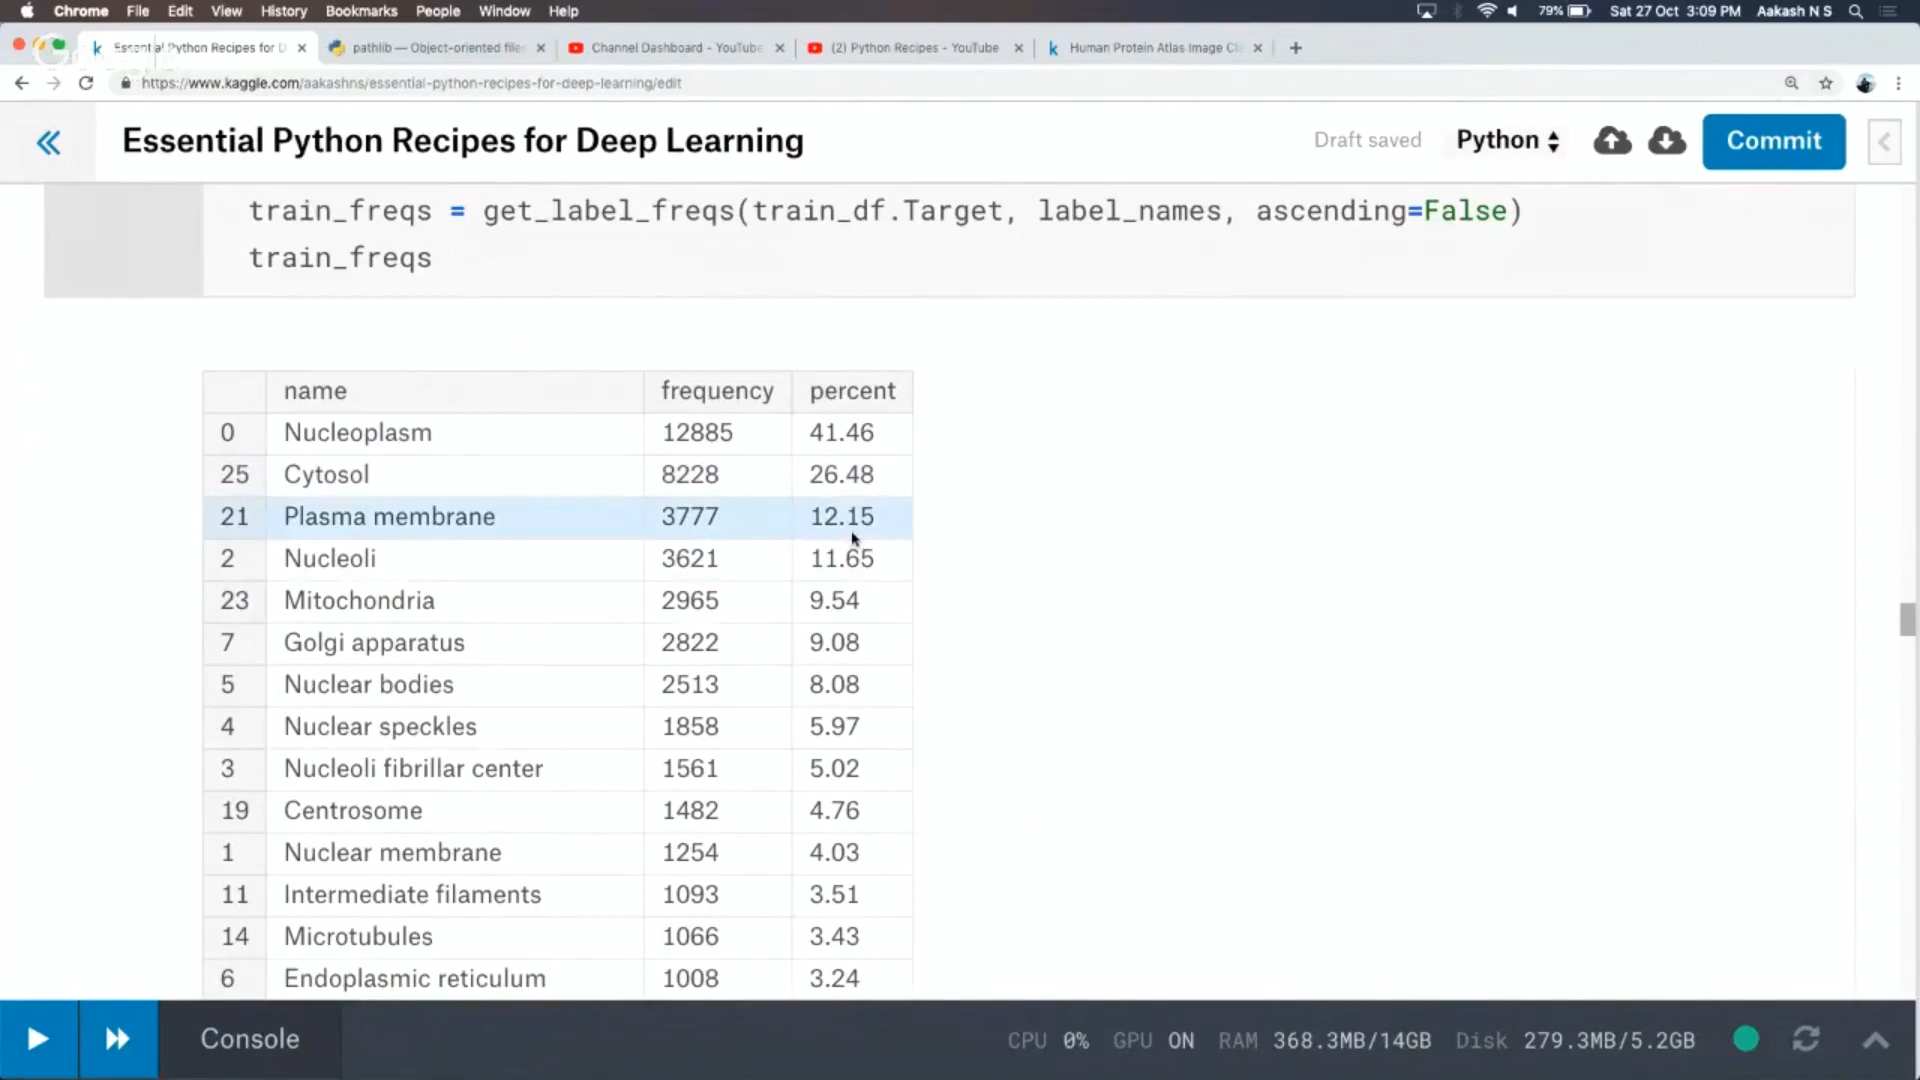 Chrome File Edit View History Bookmarks People Window Help 79% Sat 27 Oct 3:09 PM Aakash N S
Essential Python Recipes for D pathlib — Object-oriented files Channel Dashboard - YouTube (2) Python Recipes - YouTube Human Protein Atlas Image Cl
https://www.kaggle.com/aakashns/essential-python-recipes-for-deep-learning/edit
Essential Python Recipes for Deep Learning Draft saved Python Commit
train_freqs = get_label_freqs(train_df.Target, label_names, ascending=False)
train_freqs
name frequency percent
0 Nucleoplasm 12885 41.46
25 Cytosol 8228 26.48
21 Plasma membrane 3777 12.15
2 Nucleoli 3621 11.65
23 Mitochondria 2965 9.54
7 Golgi apparatus 2822 9.08
5 Nuclear bodies 2513 8.08
4 Nuclear speckles 1858 5.97
3 Nucleoli fibrillar center 1561 5.02
19 Centrosome 1482 4.76
1 Nuclear membrane 1254 4.03
11 Intermediate filaments 1093 3.51
14 Microtubules 1066 3.43
6 Endoplasmic reticulum 1008 3.24
Console CPU 0% GPU ON RAM 368.3MB/14GB Disk 279.3MB/5.2GB